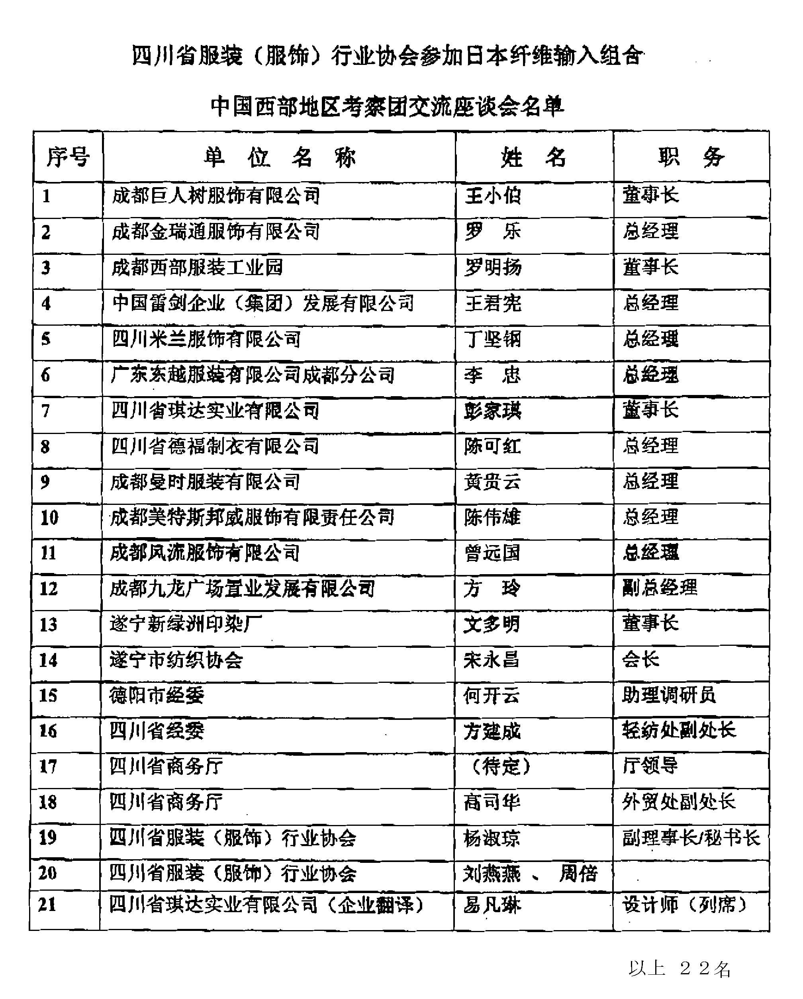 四川省服装（服饰）行业协会参加日本纤维输入组合
中国西部地区考察团交流座谈会名单
序号 单位名称 姓名 职务
1 成都巨人树服饰有限公司 王小伯 董事长
2 成都金瑞通服饰有限公司 罗 乐 总经理
3 成都西部服装工业园 罗明扬 董事长
4 中国雷剑企业（集团）发展有限公司 王君宪 总经理
5 四川米兰服饰有限公司 丁坚钢 总经理
6 广东东越服装有限公司成都分公司 李 忠 总经理
7 四川省琪达实业有限公司 彭家琪 董事长
8 四川省德福制衣有限公司 陈可红 总经理
9 成都曼时服装有限公司 黄贵云 总经理
10 成都美特斯邦威服饰有限责任公司 陈伟雄 总经理
11 成都风流服饰有限公司 曾远国 总经理
12 成都九龙广场置业发展有限公司 方 玲 副总经理
13 遂宁新绿洲印染厂 文多明 董事长
14 遂宁市纺织协会 宋永昌 会长
15 德阳市经委 何开云 助理调研员
16 四川省经委 方建成 轻纺处副处长
17 四川省商务厅 （待定） 厅领导
18 四川省商务厅 高司华 外贸处副处长
19 四川省服装（服饰）行业协会 杨淑琼 副理事长/秘书长
20 四川省服装（服饰）行业协会 刘燕燕 、 周倍
21 四川省琪达实业有限公司（企业翻译） 易凡琳 设计师（列席）
以上 ２２名